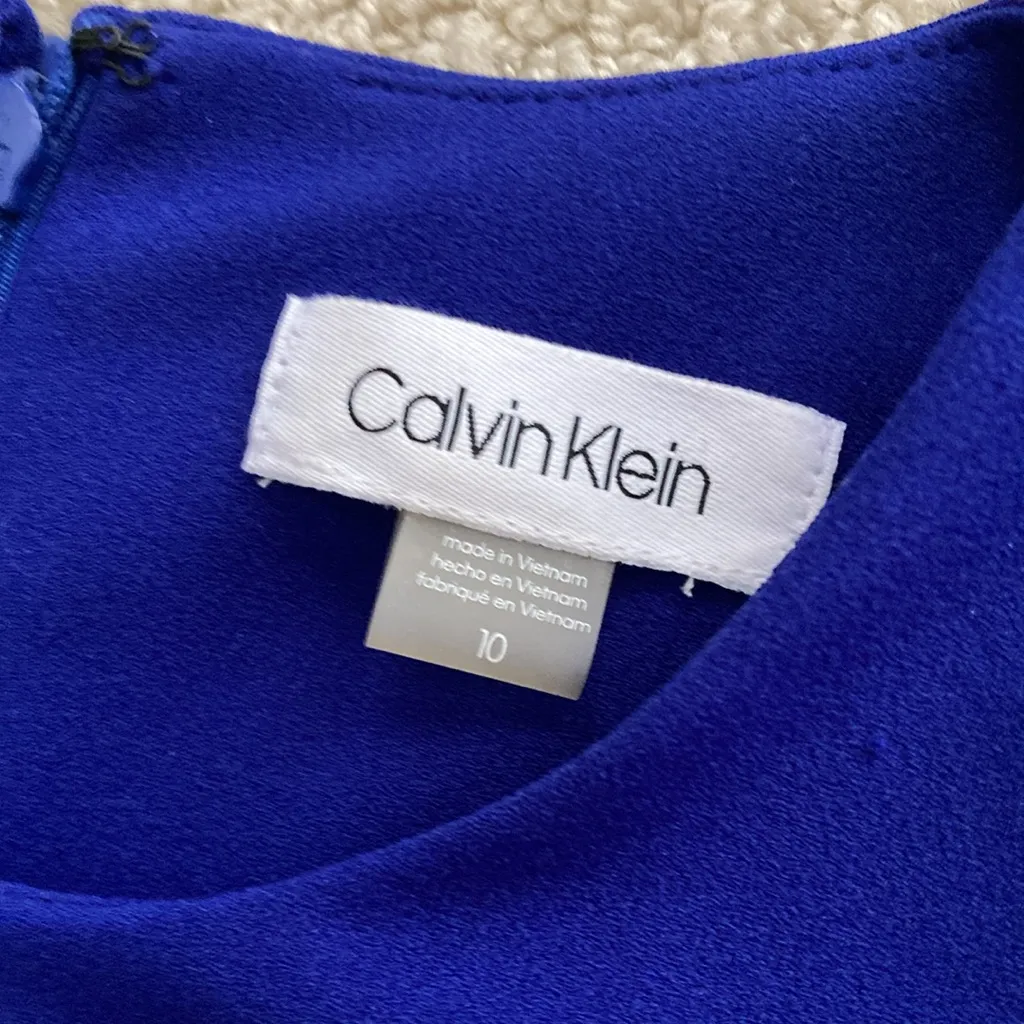 Calvin Klein
made in Vietnam
hecho en Vietnam
fabriqué en Vietnam
10